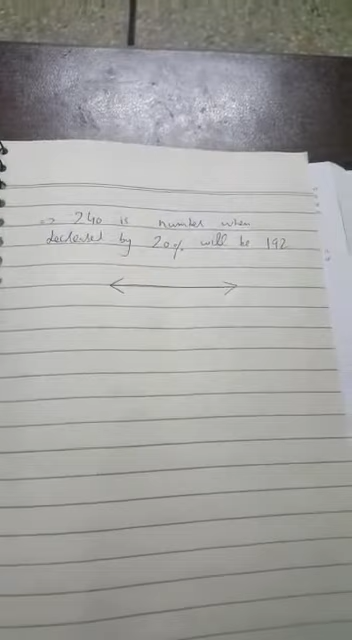 => 240 is number when
decreased by 20% will be 192